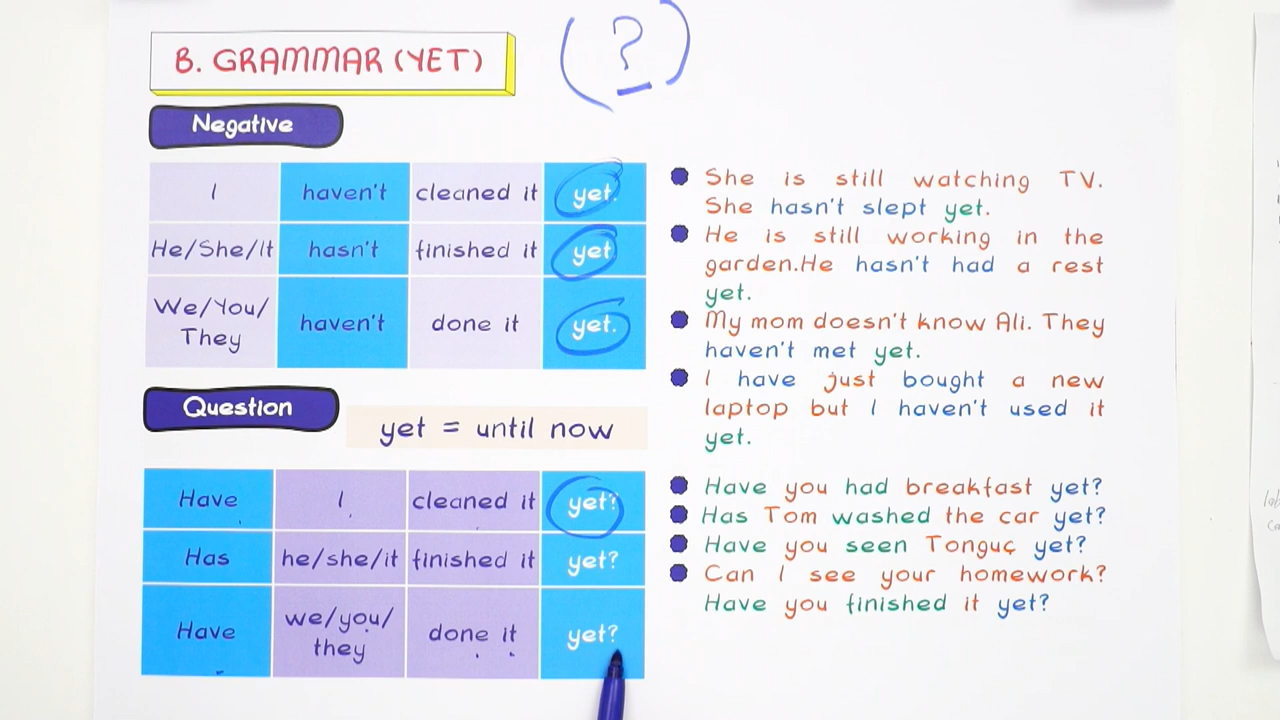 B. GRAMMAR (YET)
(?)
Negative
I haven't cleaned it yet.
He/She/It hasn't finished it yet.
We/You/
They haven't done it yet.
Question
yet = until now
Have I cleaned it yet?
Has he/she/it finished it yet?
Have we/you/
they done it yet?
She is still watching TV.
She hasn't slept yet.
He is still working in the
garden.He hasn't had a rest
yet.
My mom doesn't know Ali. They
haven't met yet.
I have just bought a new
laptop but I haven't used it
yet.
Have you had breakfast yet?
Has Tom washed the car yet?
Have you seen Tonguç yet?
Can I see your homework?
Have you finished it yet?